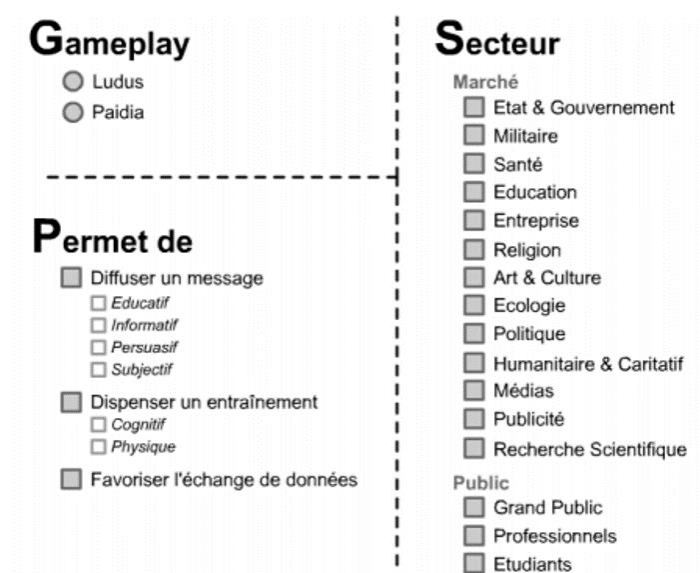 Gameplay
Ludus
Paidia
Permet de
Diffuser un message
Educatif
Informatif
Persuasif
Subjectif
Dispenser un entraînement
Cognitif
Physique
Favoriser l'échange de données
Secteur
Marché
Etat & Gouvernement
Militaire
Santé
Education
Entreprise
Religion
Art & Culture
Ecologie
Politique
Humanitaire & Caritatif
Médias
Publicité
Recherche Scientifique
Public
Grand Public
Professionnels
Etudiants